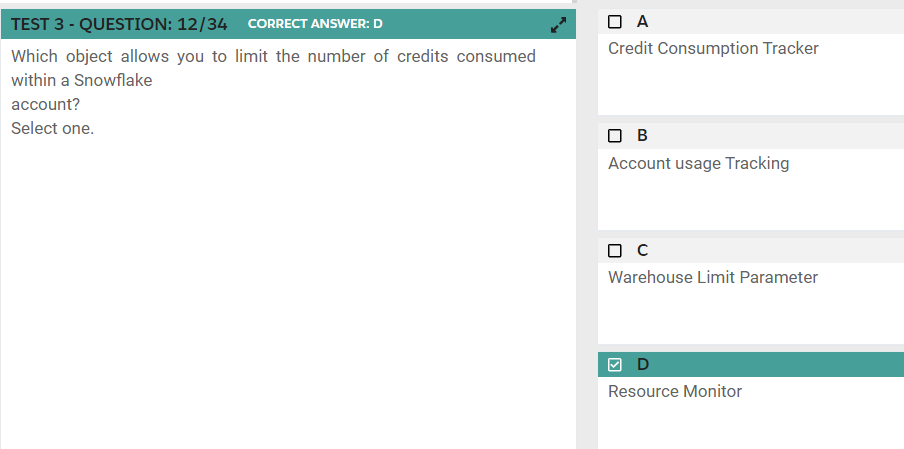 TEST 3 - QUESTION: 12/34 CORRECT ANSWER: D
Which object allows you to limit the number of credits consumed
within a Snowflake
account?
Select one.
A
Credit Consumption Tracker
B
Account usage Tracking
C
Warehouse Limit Parameter
D
Resource Monitor